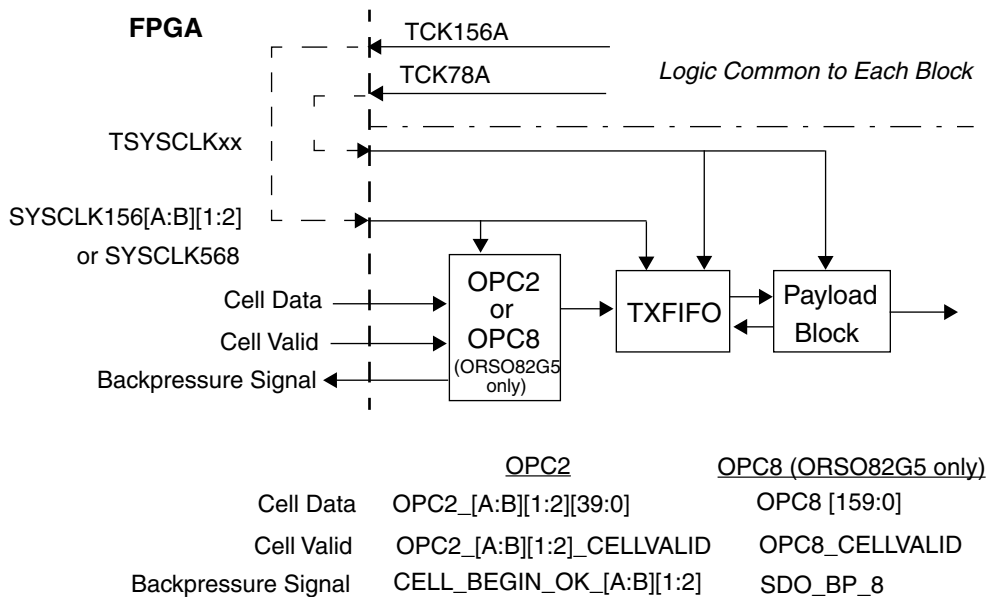 FPGA
TCK156A
TCK78A
Logic Common to Each Block
TSYSCLKxx
SYSCLK156[A:B][1:2]
or SYSCLK568
Cell Data
Cell Valid
Backpressure Signal
OPC2
or
OPC8
(ORSO82G5
only)
TXFIFO
Payload
Block
OPC2 OPC8 (ORSO82G5 only)
Cell Data OPC2_[A:B][1:2][39:0] OPC8 [159:0]
Cell Valid OPC2_[A:B][1:2]_CELLVALID OPC8_CELLVALID
Backpressure Signal CELL_BEGIN_OK_[A:B][1:2] SDO_BP_8